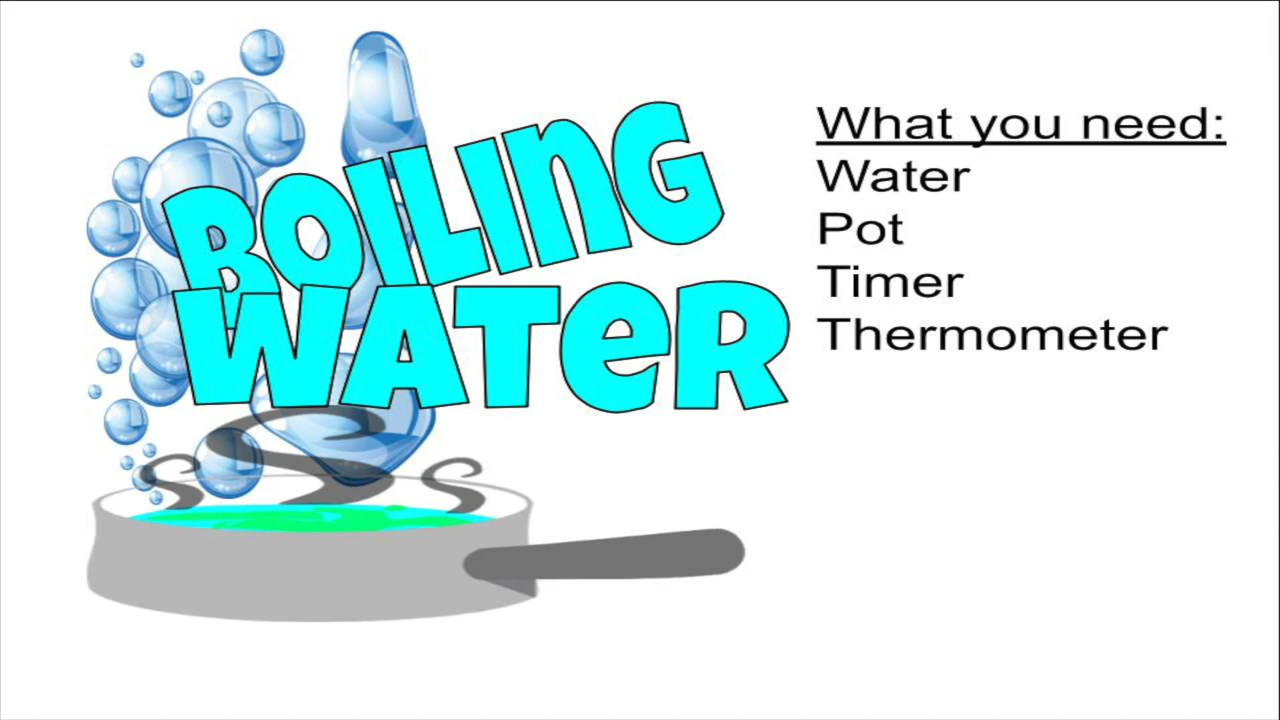 BOILING
WATER
What you need:
Water
Pot
Timer
Thermometer